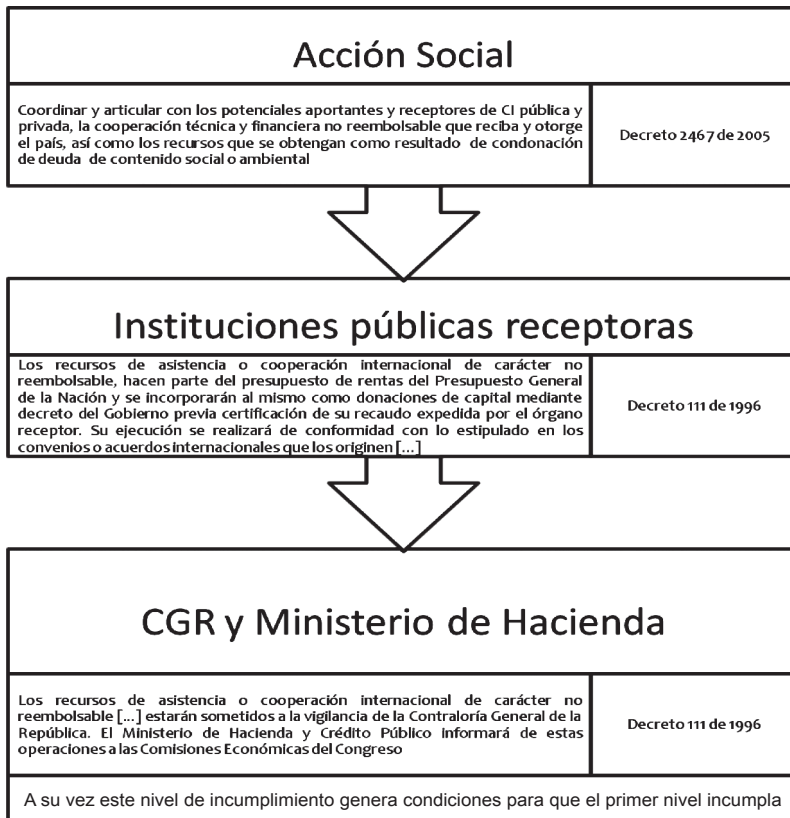 Acción Social
Coordinar y articular con los potenciales aportantes y receptores de CI pública y
privada, la cooperación técnica y financiera no reembolsable que reciba y otorge
el país, así como los recursos que se obtengan como resultado de condonación
de deuda de contenido social o ambiental
Decreto 2467 de 2005
Instituciones públicas receptoras
Los recursos de asistencia o cooperación internacional de carácter no
reembolsable, hacen parte del presupuesto de rentas del Presupuesto General
de la Nación y se incorporarán al mismo como donaciones de capital mediante
decreto del Gobierno previa certificación de su recaudo expedida por el órgano
receptor. Su ejecución se realizará de conformidad con lo estipulado en los
convenios o acuerdos internacionales que los originen [...]
Decreto 111 de 1996
CGR y Ministerio de Hacienda
Los recursos de asistencia o cooperación internacional de carácter no
reembolsable [...] estarán sometidos a la vigilancia de la Contraloría General de la
República. El Ministerio de Hacienda y Crédito Público informará de estas
operaciones a las Comisiones Económicas del Congreso
Decreto 111 de 1996
A su vez este nivel de incumplimiento genera condiciones para que el primer nivel incumpla